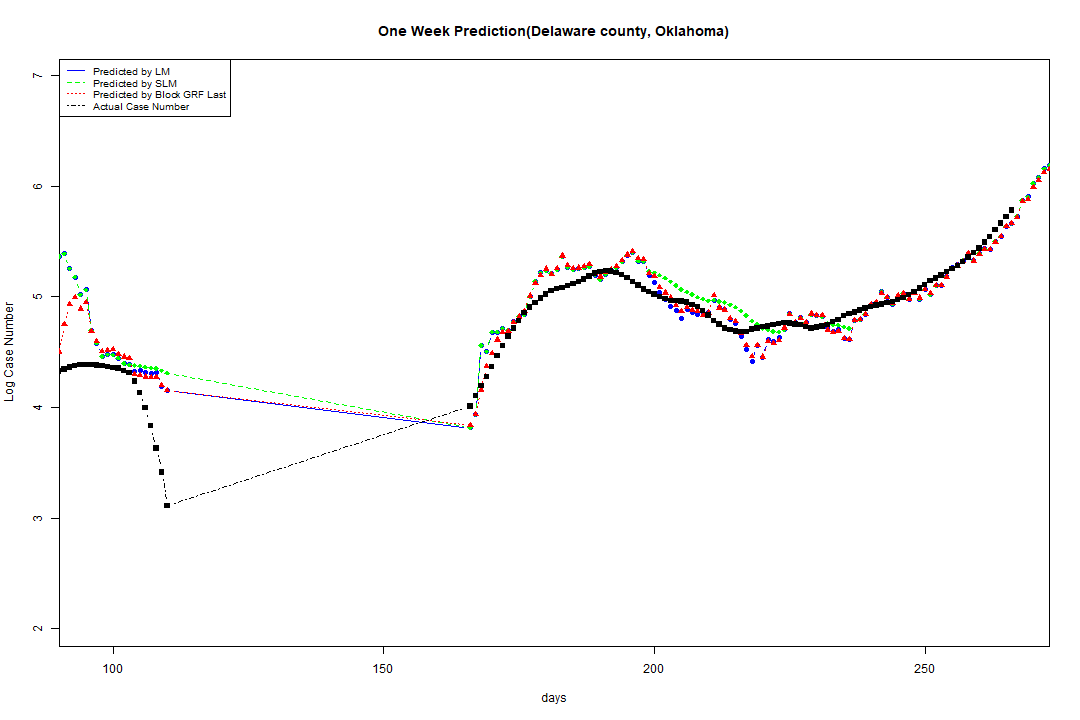 One Week Prediction(Delaware county, Oklahoma)
Predicted by LM
Predicted by SLM
Predicted by Block GRF Last
Actual Case Number
Log Case Number
7
6
5
4
3
2
100 150 200 250
days